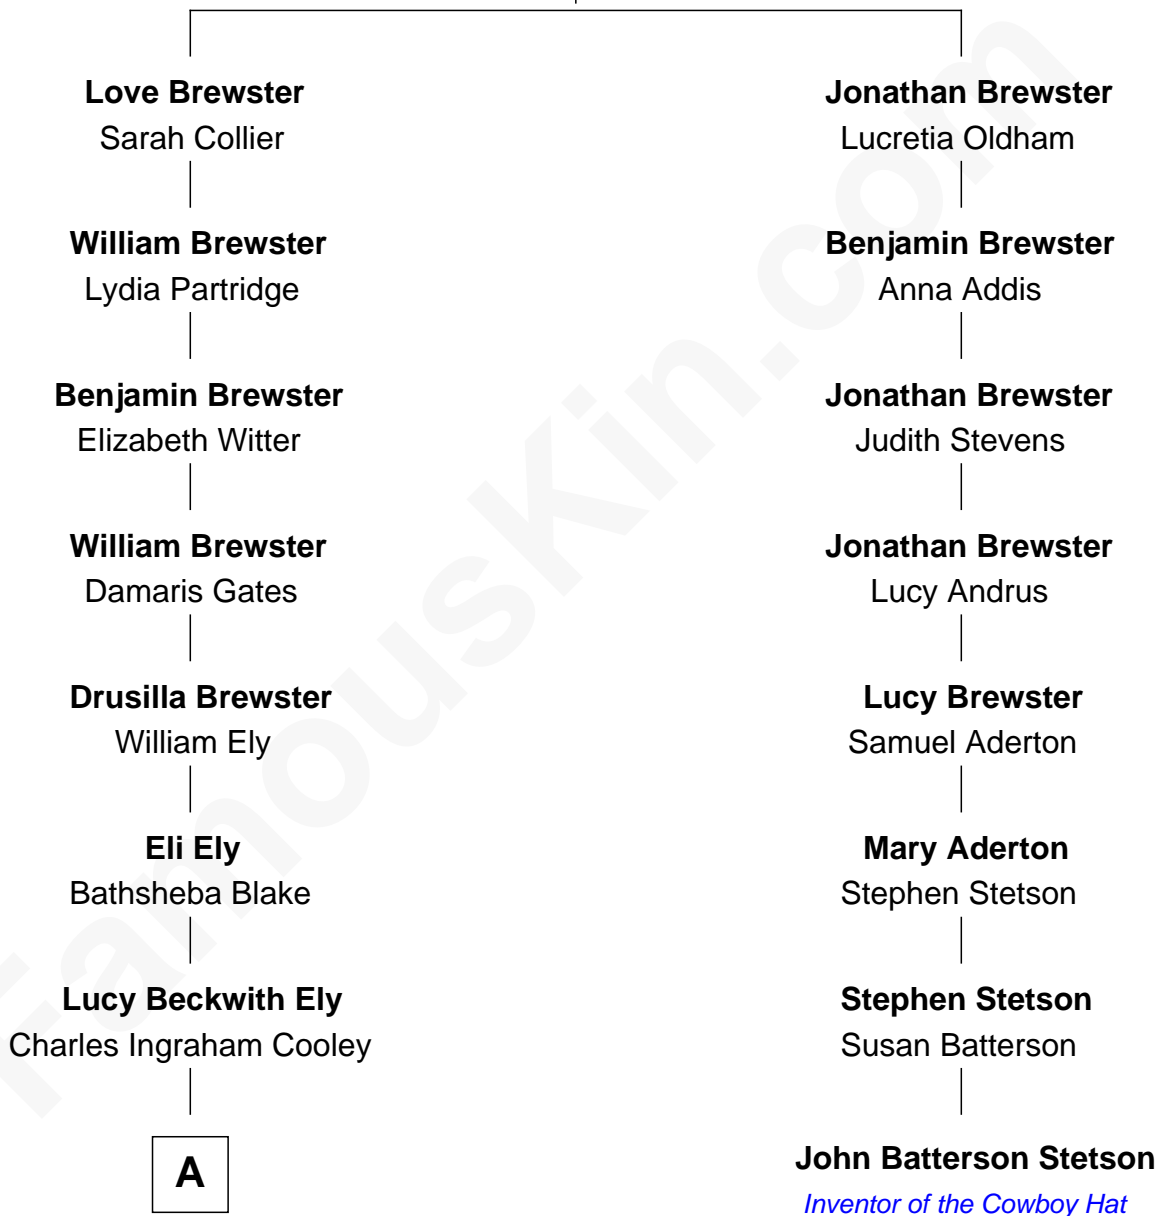 Love Brewster
Sarah Collier
William Brewster
Lydia Partridge
Benjamin Brewster
Elizabeth Witter
William Brewster
Damaris Gates
Drusilla Brewster
William Ely
Eli Ely
Bathsheba Blake
Lucy Beckwith Ely
Charles Ingraham Cooley
A
Jonathan Brewster
Lucretia Oldham
Benjamin Brewster
Anna Addis
Jonathan Brewster
Judith Stevens
Jonathan Brewster
Lucy Andrus
Lucy Brewster
Samuel Aderton
Mary Aderton
Stephen Stetson
Stephen Stetson
Susan Batterson
John Batterson Stetson
Inventor of the Cowboy Hat
FamousKin.com